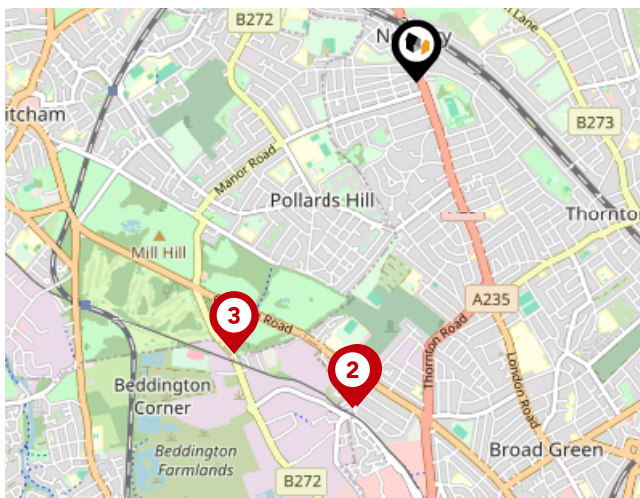 B272
Lane
N
y
itcham
B273
Manor Road
Pollards Hill
Thornton
Mill Hill
A235
3
Road
Thornton Road
London Road
2
Beddington
Corner
Broad Green
Beddington
Farmlands
B272